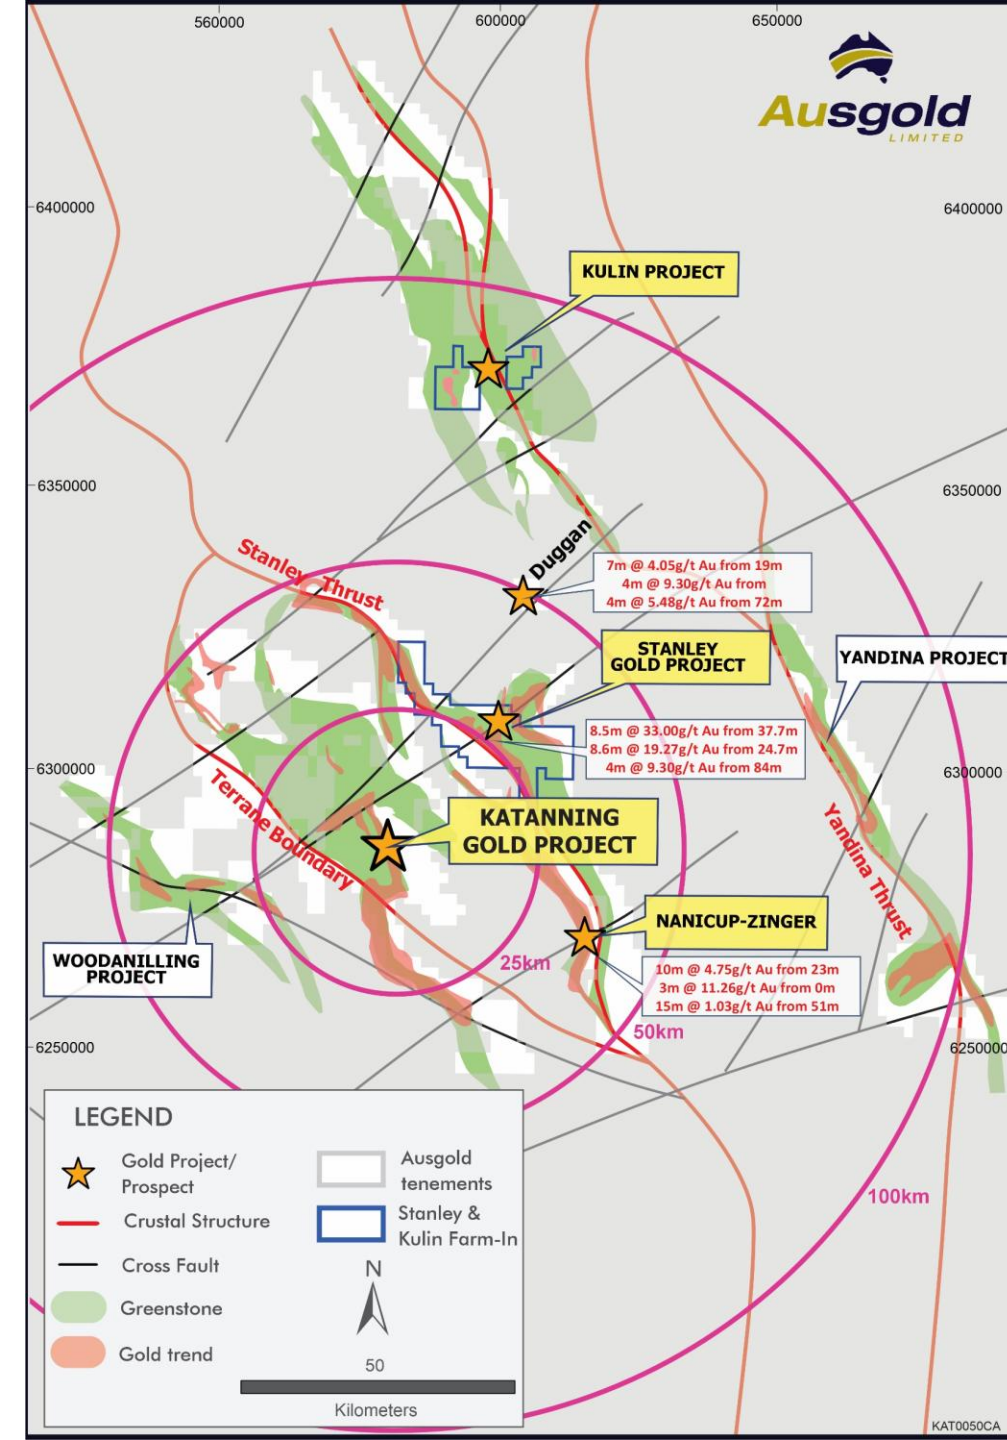 560000
600000
650000
Ausgold
LIMITED
6400000
6400000
KULIN PROJECT
6350000
6350000
Duggan
Stanley Thrust
7m @ 4.05g/t Au from 19m
4m @ 9.30g/t Au from
4m @ 5.48g/t Au from 72m
STANLEY
GOLD PROJECT
YANDINA PROJECT
8.5m @ 33.00g/t Au from 37.7m
8.6m @ 19.27g/t Au from 24.7m
4m @ 9.30g/t Au from 84m
6300000
6300000
Terrane Boundary
KATANNING
GOLD PROJECT
Yandina Thrust
NANICUP-ZINGER
WOODANILLING
PROJECT
25km
10m @ 4.75g/t Au from 23m
3m @ 11.26g/t Au from 0m
15m @ 1.03g/t Au from 51m
50km
6250000
6250000
100km
LEGEND
Gold Project/
Prospect
Crustal Structure
Cross Fault
Greenstone
Gold trend
Ausgold
tenements
Stanley &
Kulin Farm-In
N
50
Kilometers
KAT0050CA